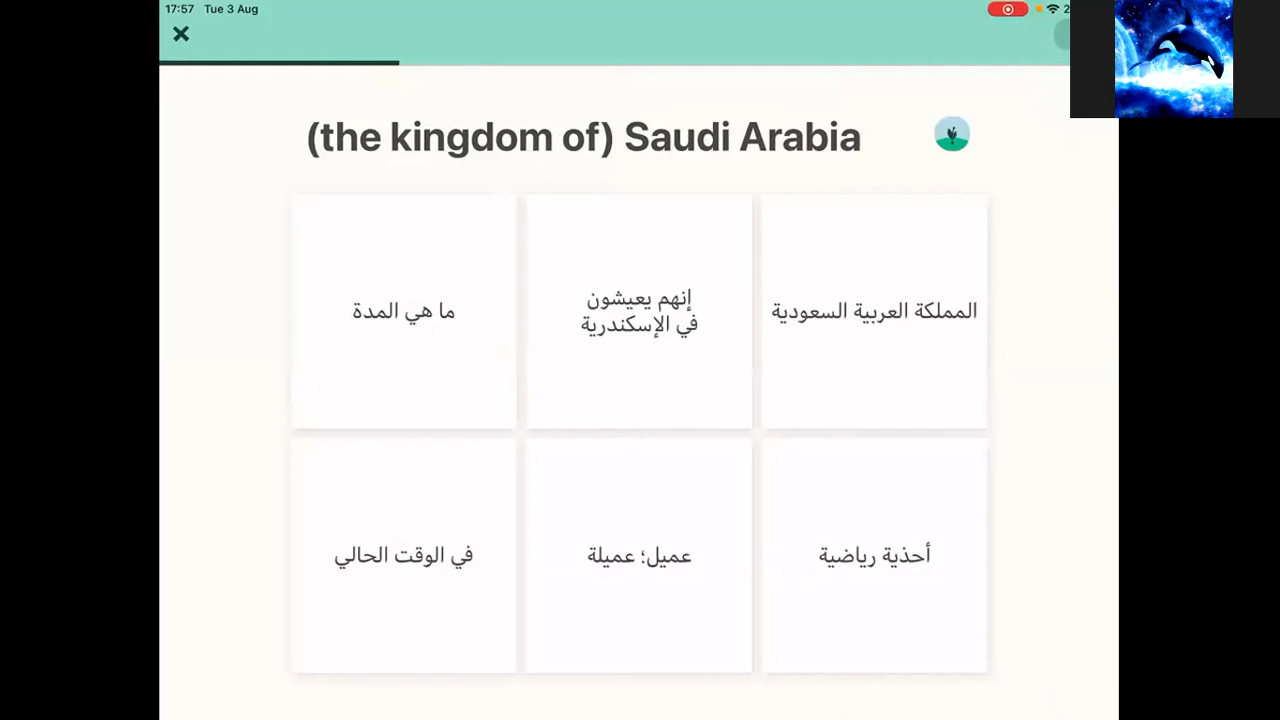 17:57 Tue 3 Aug
2
(the kingdom of) Saudi Arabia
ما هي المدة
إنهم يعيشون
في الإسكندرية
المملكة العربية السعودية
في الوقت الحالي
عميل؛ عميلة
أحذية رياضية